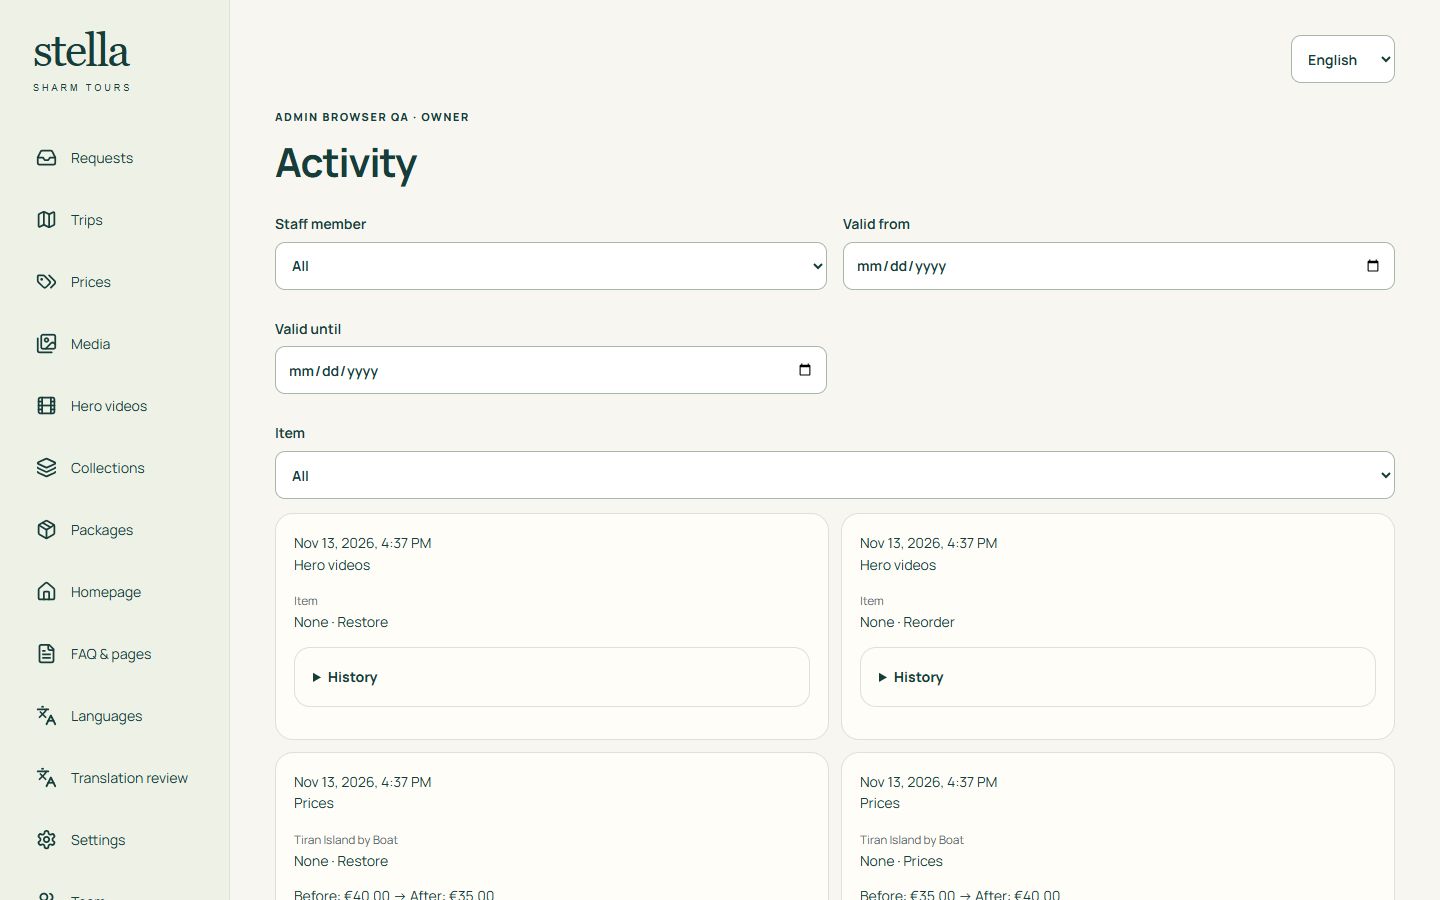 stella
SHARM TOURS
Requests
Trips
Prices
Media
Hero videos
Collections
Packages
Homepage
FAQ & pages
Languages
Translation review
Settings
Team
English
ADMIN BROWSER QA · OWNER
Activity
Staff member
All
Valid from
mm/dd/yyyy
Valid until
mm/dd/yyyy
Item
All
Nov 13, 2026, 4:37 PM
Hero videos
Item
None · Restore
History
Nov 13, 2026, 4:37 PM
Hero videos
Item
None · Reorder
History
Nov 13, 2026, 4:37 PM
Prices
Tiran Island by Boat
None · Restore
Before: €40.00 → After: €35.00
Nov 13, 2026, 4:37 PM
Prices
Tiran Island by Boat
None · Prices
Before: €35.00 → After: €40.00